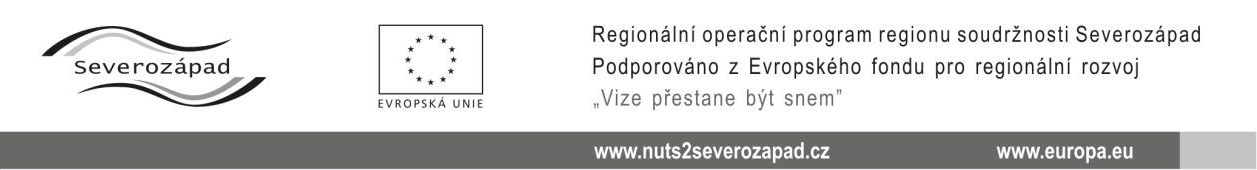 Severozápad
EVROPSKÁ UNIE
Regionální operační program regionu soudržnosti Severozápad
Podporováno z Evropského fondu pro regionální rozvoj
„Vize přestane být snem”
www.nuts2severozapad.cz
www.europa.eu